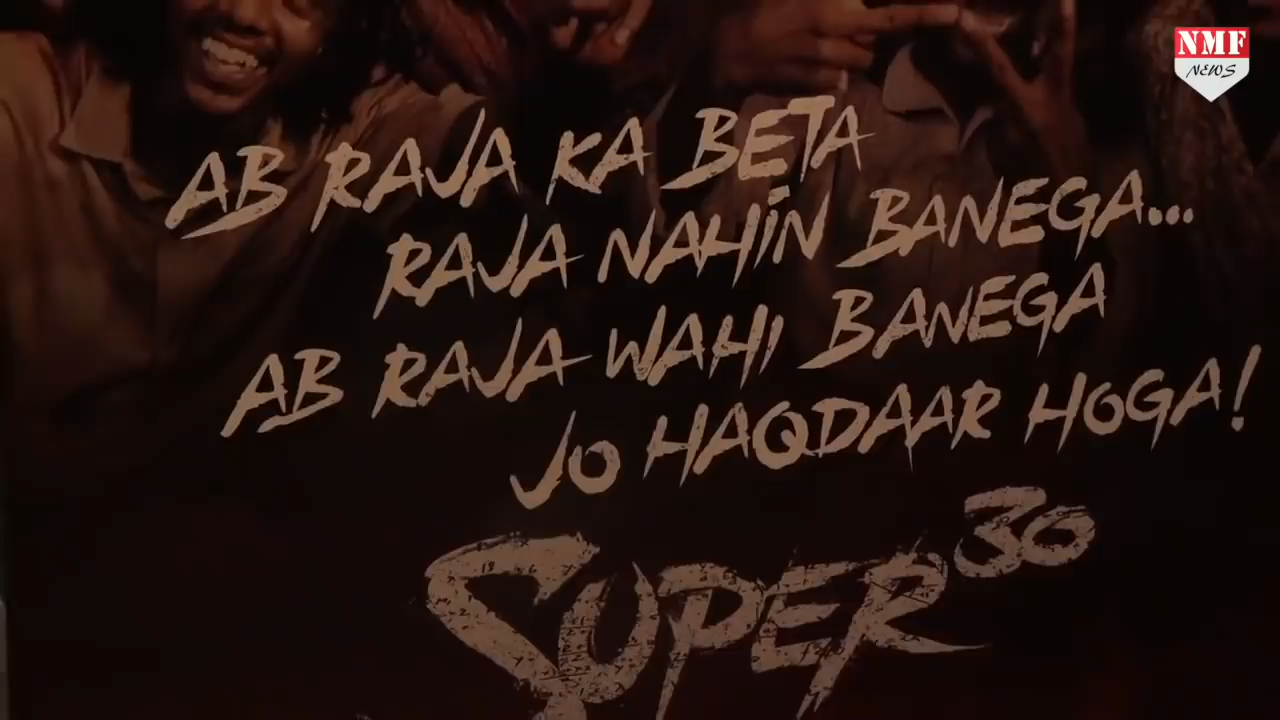 NMF
NEWS
AB RAJA KA BETA
RAJA NAHIN BANEGA...
AB RAJA WAHI BANEGA
JO HAQDAAR HOGA!
SUPER 30